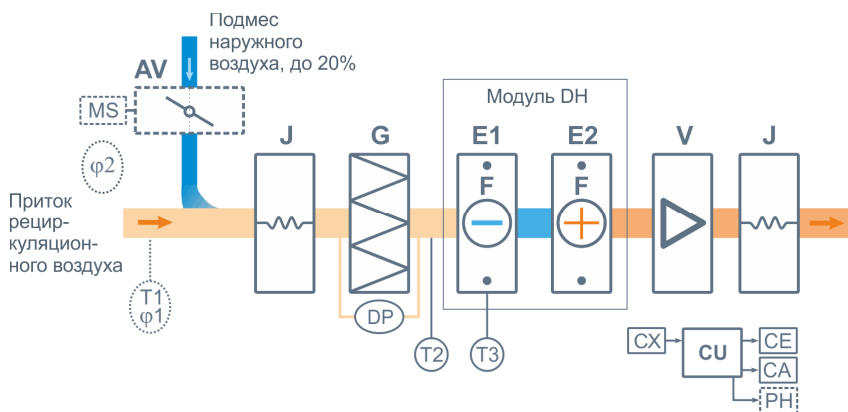 Подмес
наружного
воздуха, до 20%
AV
MS
Модуль DH
J
G
E1
E2
V
J
φ2
F
F
Приток
рецир-
куляцион-
ного воздуха
T1
φ1
DP
T2
T3
CX
CU
CE
CA
PH